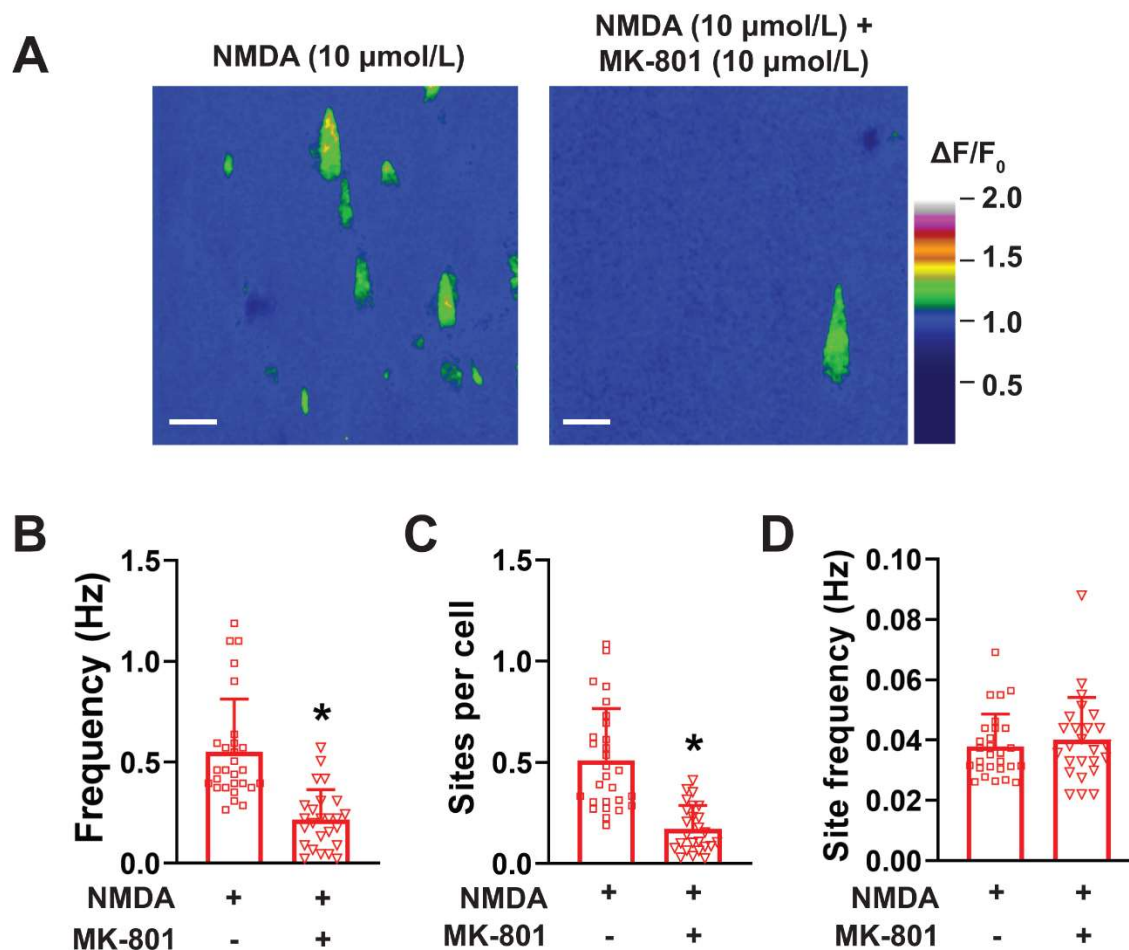 A
NMDA (10 µmol/L)
NMDA (10 µmol/L) +
MK-801 (10 µmol/L)
ΔF/F0
2.0
1.5
1.0
0.5
B
Frequency (Hz)
1.5
1.0
0.5
0.0
*
NMDA + +
MK-801 - +
C
Sites per cell
1.5
1.0
0.5
0.0
*
NMDA + +
MK-801 - +
D
Site frequency (Hz)
0.10
0.08
0.06
0.04
0.02
0.00
NMDA + +
MK-801 - +